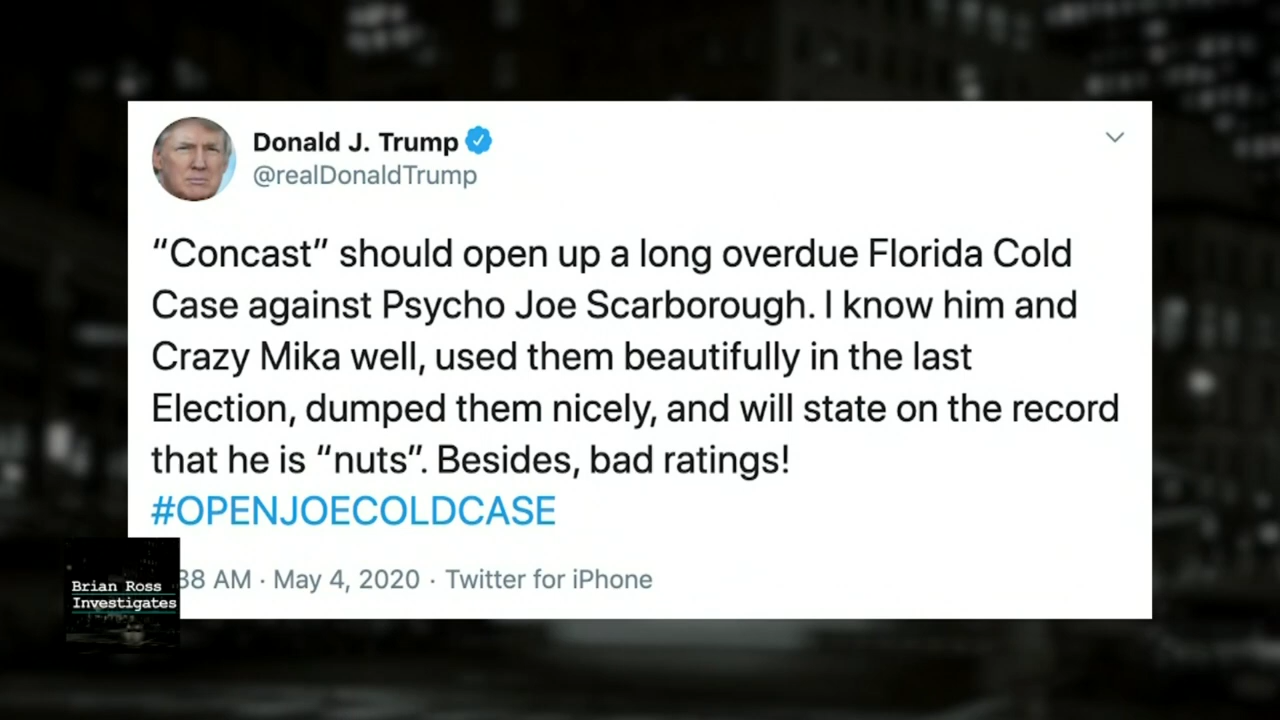 Donald J. Trump
@realDonaldTrump
“Concast” should open up a long overdue Florida Cold
Case against Psycho Joe Scarborough. I know him and
Crazy Mika well, used them beautifully in the last
Election, dumped them nicely, and will state on the record
that he is “nuts”. Besides, bad ratings!
#OPENJOECOLDCASE
38 AM · May 4, 2020 · Twitter for iPhone
Brian Ross
Investigates